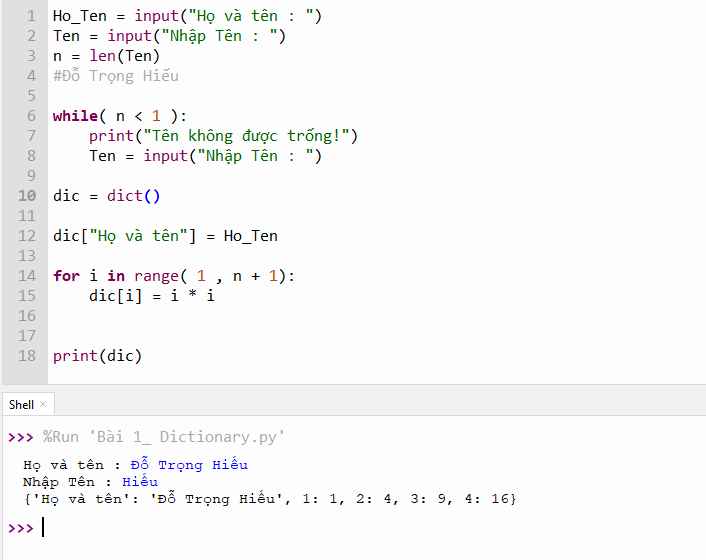 1 Ho_Ten = input("Họ và tên : ")
2 Ten = input("Nhập Tên : ")
3 n = len(Ten)
4 #Đỗ Trọng Hiếu
5
6 while( n < 1 ):
7     print("Tên không được trống!")
8     Ten = input("Nhập Tên : ")
9
10 dic = dict()
11
12 dic["Họ và tên"] = Ho_Ten
13
14 for i in range( 1 , n + 1):
15     dic[i] = i * i
16
17
18 print(dic)
Shell ×
>>> %Run 'Bài 1_ Dictionary.py'
Họ và tên : Đỗ Trọng Hiếu
Nhập Tên : Hiếu
{'Họ và tên': 'Đỗ Trọng Hiếu', 1: 1, 2: 4, 3: 9, 4: 16}
>>>